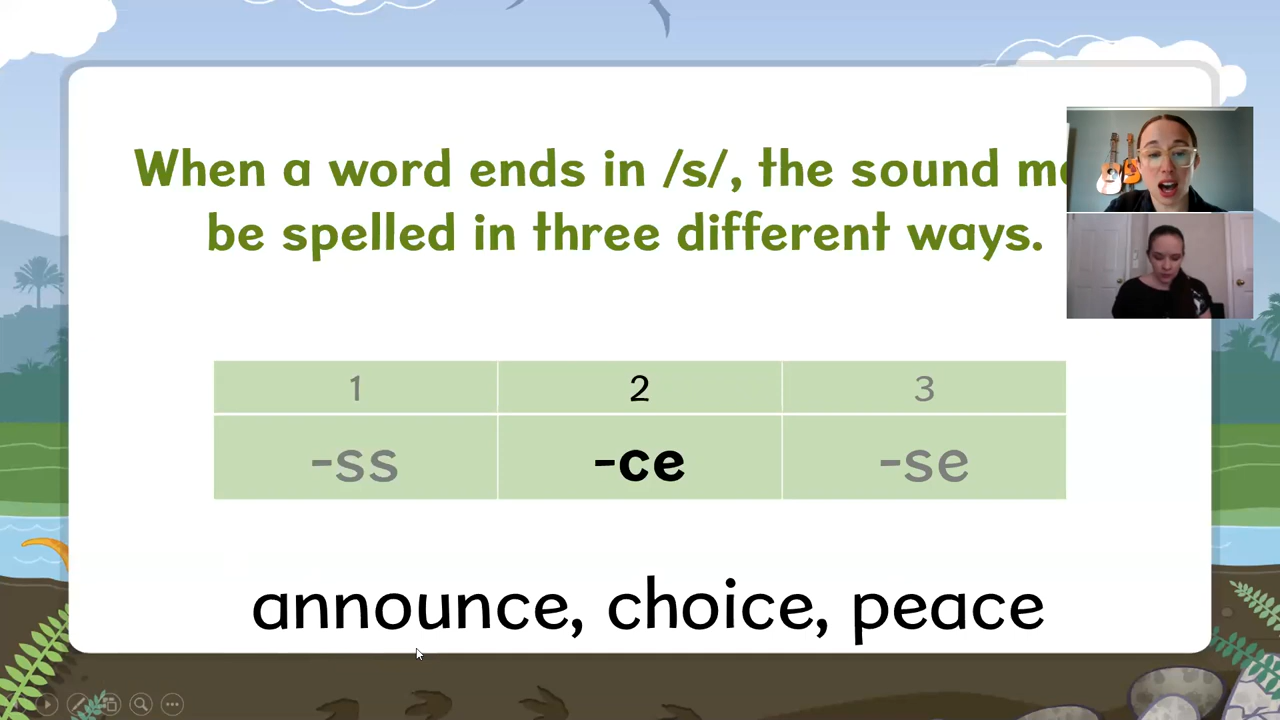 When a word ends in /s/, the sound
be spelled in three different ways.
1 2 3
-ss -ce -se
announce, choice, peace